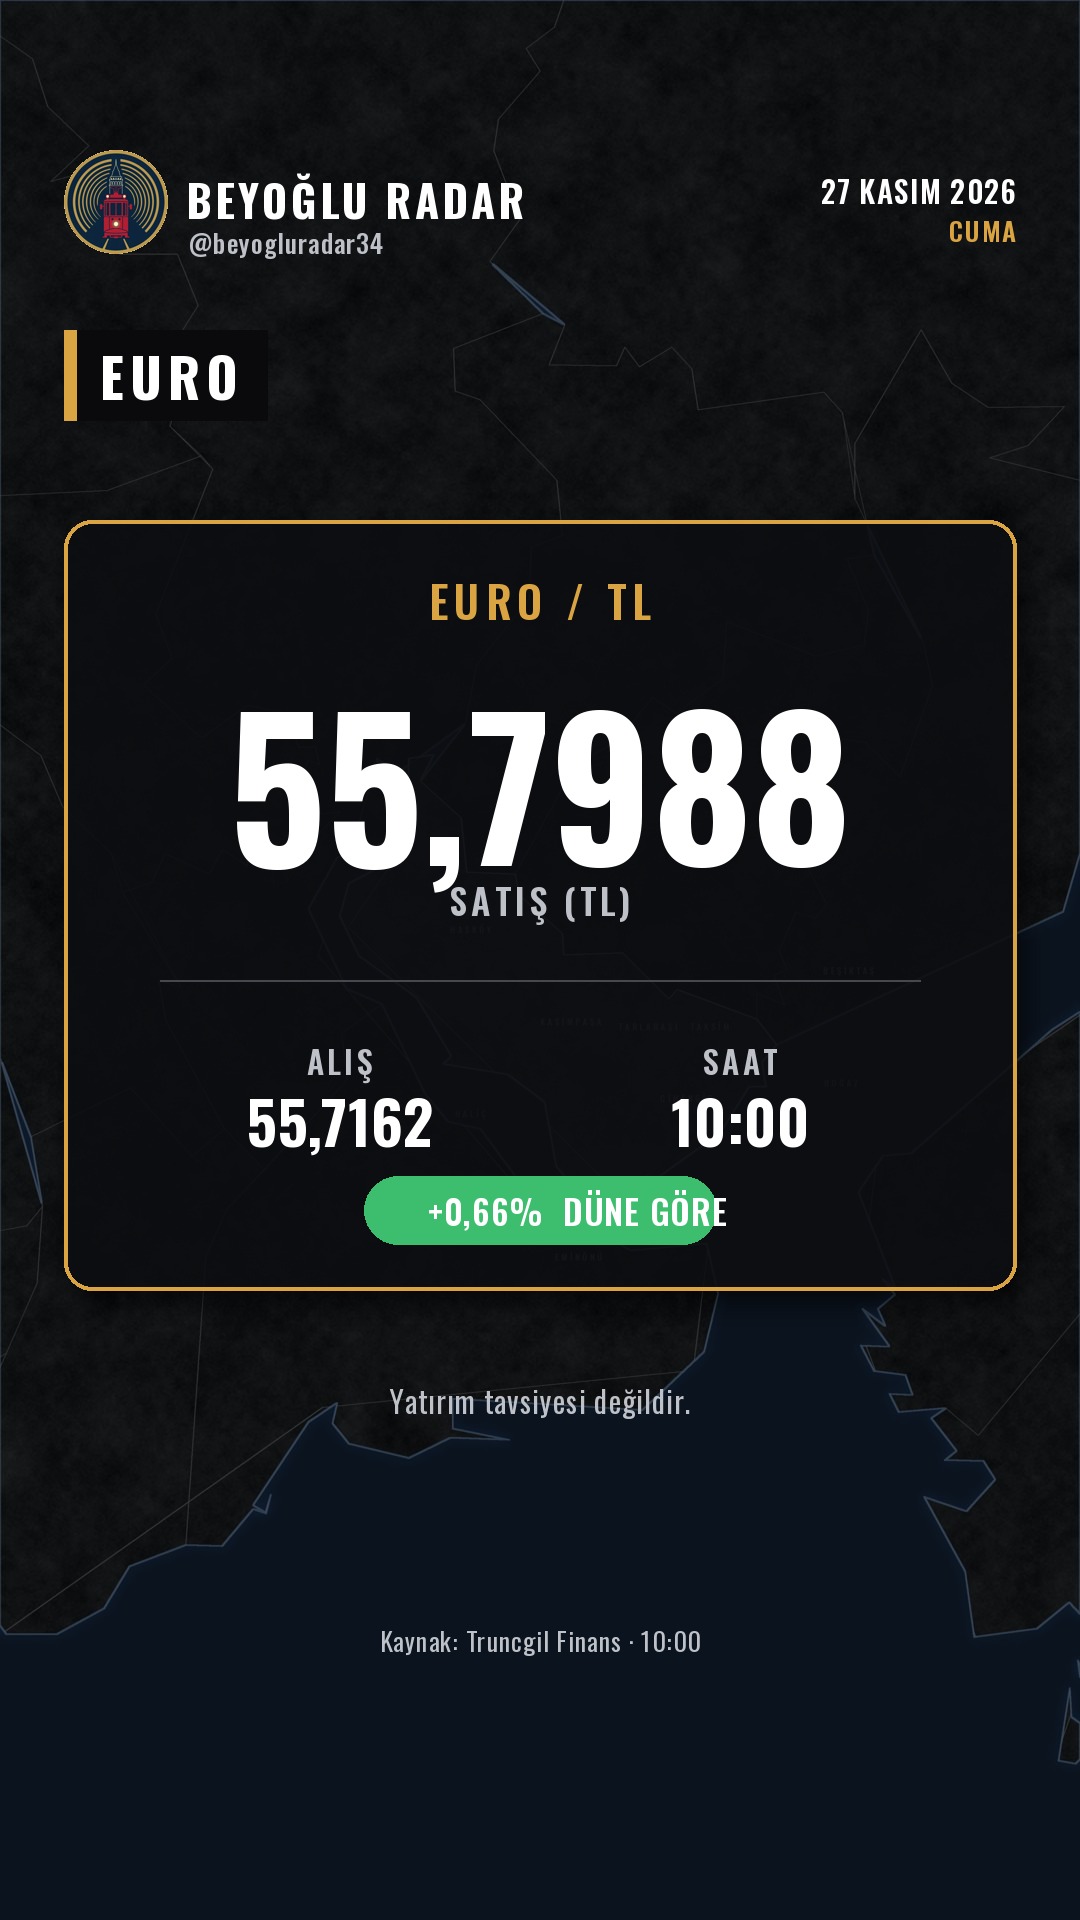 BEYOĞLU RADAR
@beyogluradar34
27 KASIM 2026
CUMA
EURO
EURO / TL
55,7988
SATIŞ (TL)
ALIŞ
55,7162
SAAT
10:00
+0,66% DÜNE GÖRE
Yatırım tavsiyesi değildir.
Kaynak: Truncgil Finans · 10:00